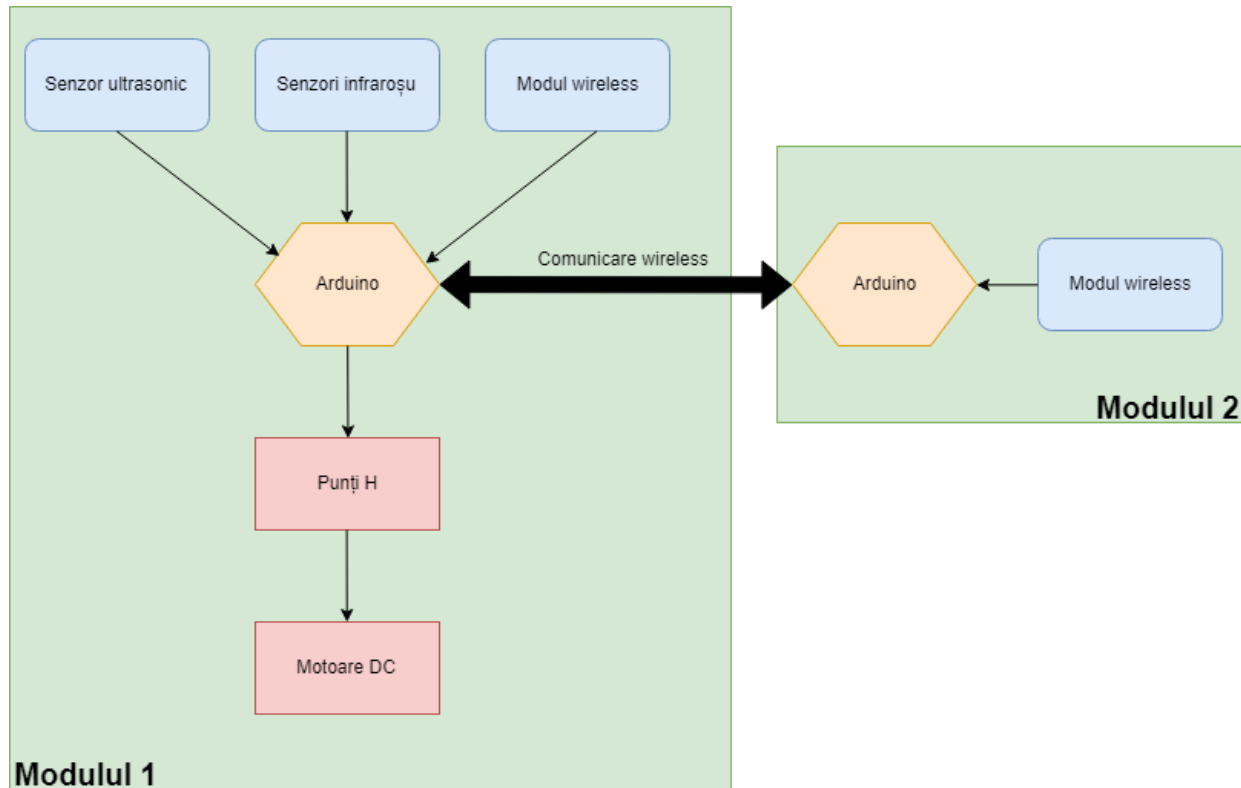 Senzor ultrasonic
Senzori infraroșu
Modul wireless
Arduino
Comunicare wireless
Arduino
Modul wireless
Modulul 2
Punți H
Motoare DC
Modulul 1